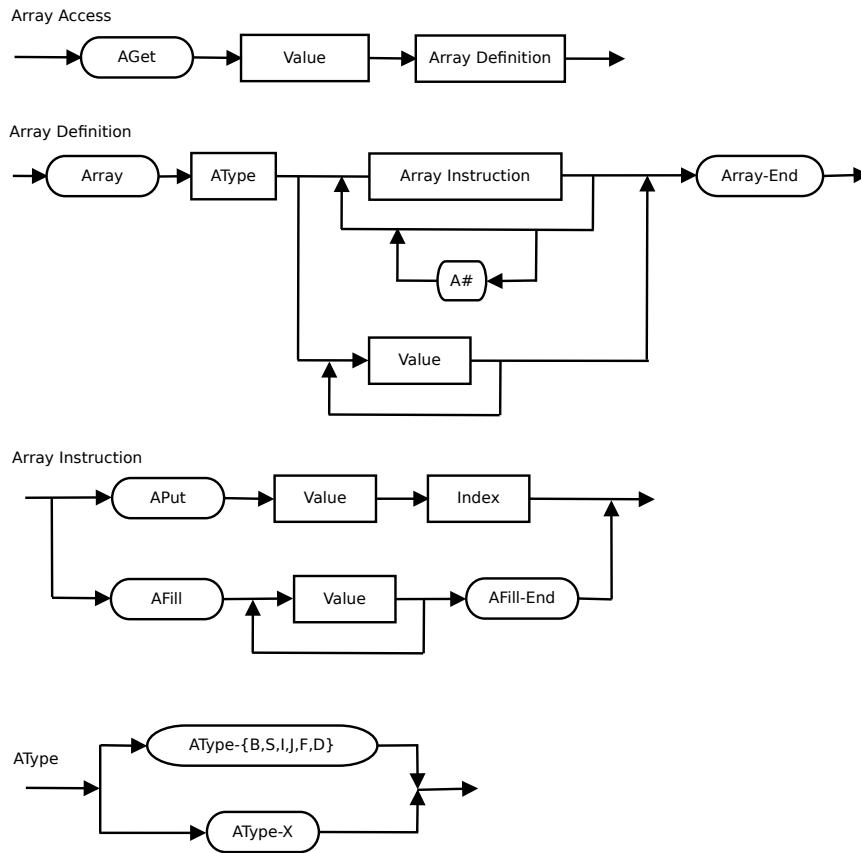 Array Access
AGet
Value
Array Definition
Array Definition
Array
AType
Array Instruction
Array-End
A#
Value
Array Instruction
APut
Value
Index
AFill
Value
AFill-End
AType
AType-{B,S,I,J,F,D}
AType-X